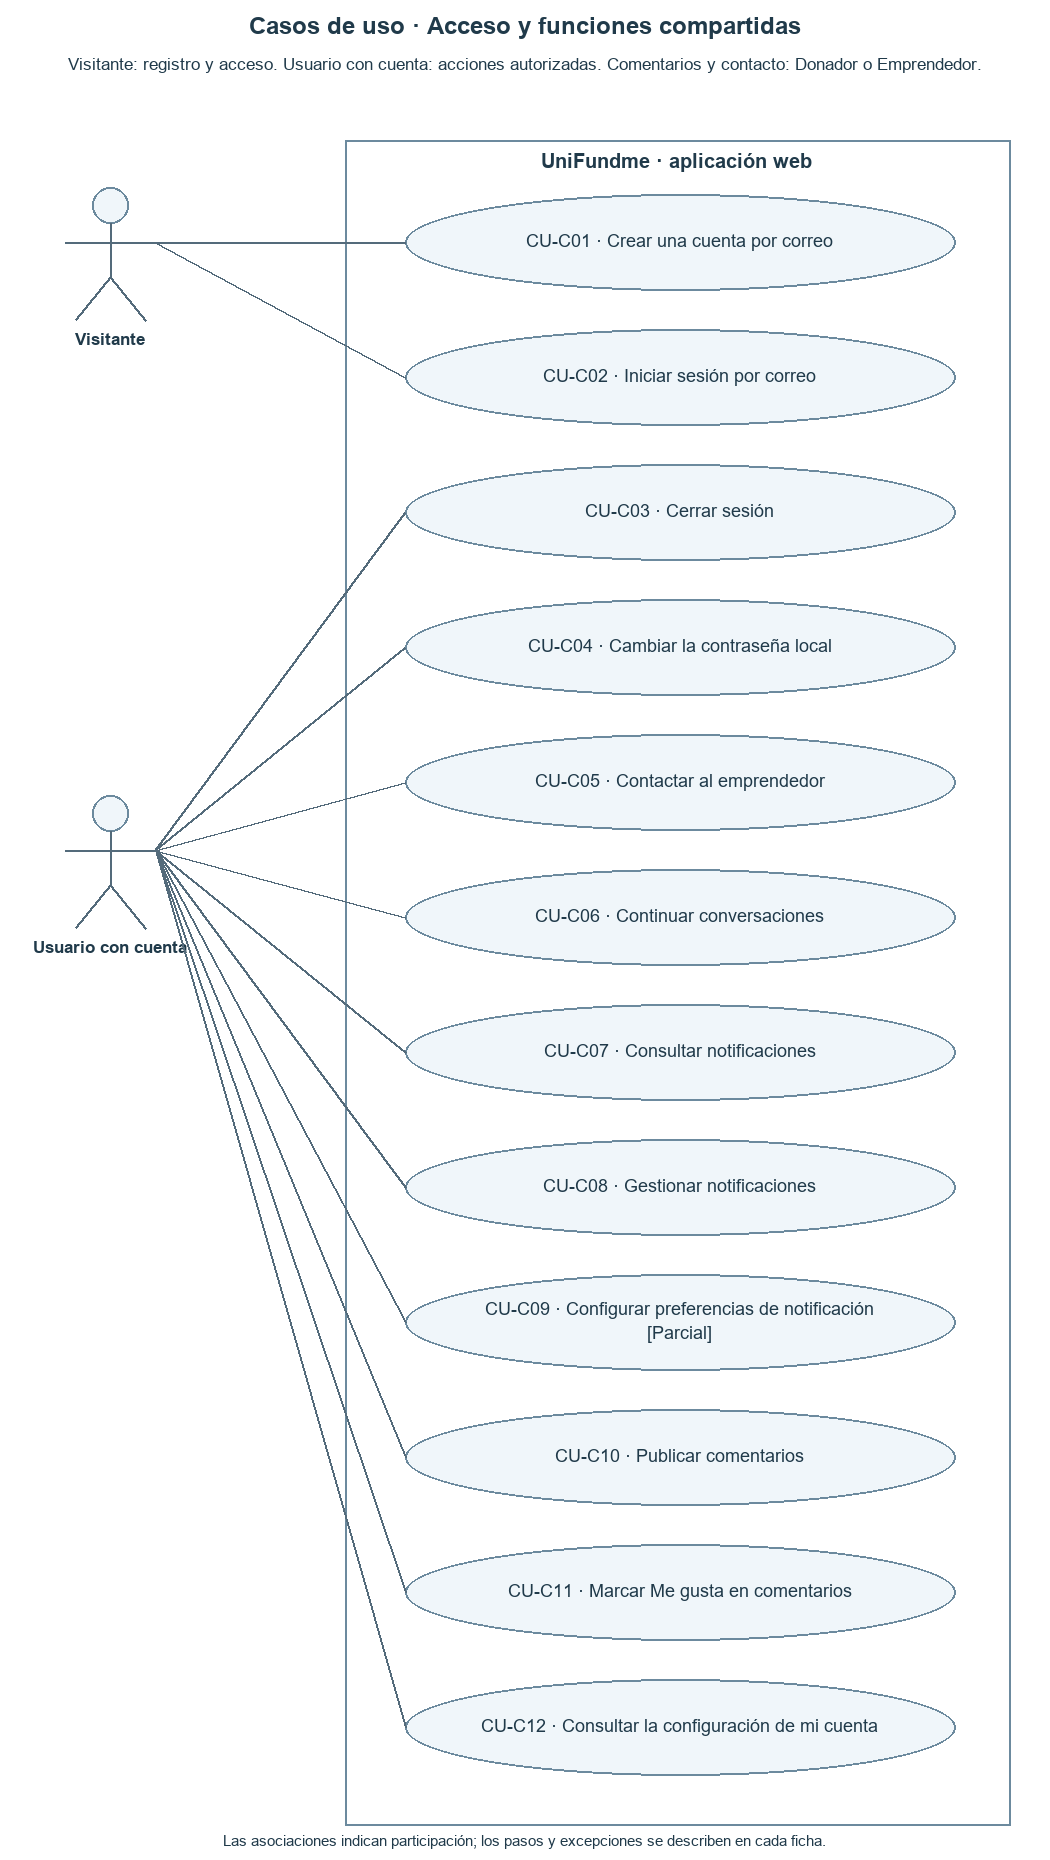 Casos de uso · Acceso y funciones compartidas
Visitante: registro y acceso. Usuario con cuenta: acciones autorizadas. Comentarios y contacto: Donador o Emprendedor.
UniFundme · aplicación web
CU-C01 · Crear una cuenta por correo
Visitante
CU-C02 · Iniciar sesión por correo
CU-C03 · Cerrar sesión
CU-C04 · Cambiar la contraseña local
CU-C05 · Contactar al emprendedor
CU-C06 · Continuar conversaciones
Usuario con cuenta
CU-C07 · Consultar notificaciones
CU-C08 · Gestionar notificaciones
CU-C09 · Configurar preferencias de notificación
[Parcial]
CU-C10 · Publicar comentarios
CU-C11 · Marcar Me gusta en comentarios
CU-C12 · Consultar la configuración de mi cuenta
Las asociaciones indican participación; los pasos y excepciones se describen en cada ficha.